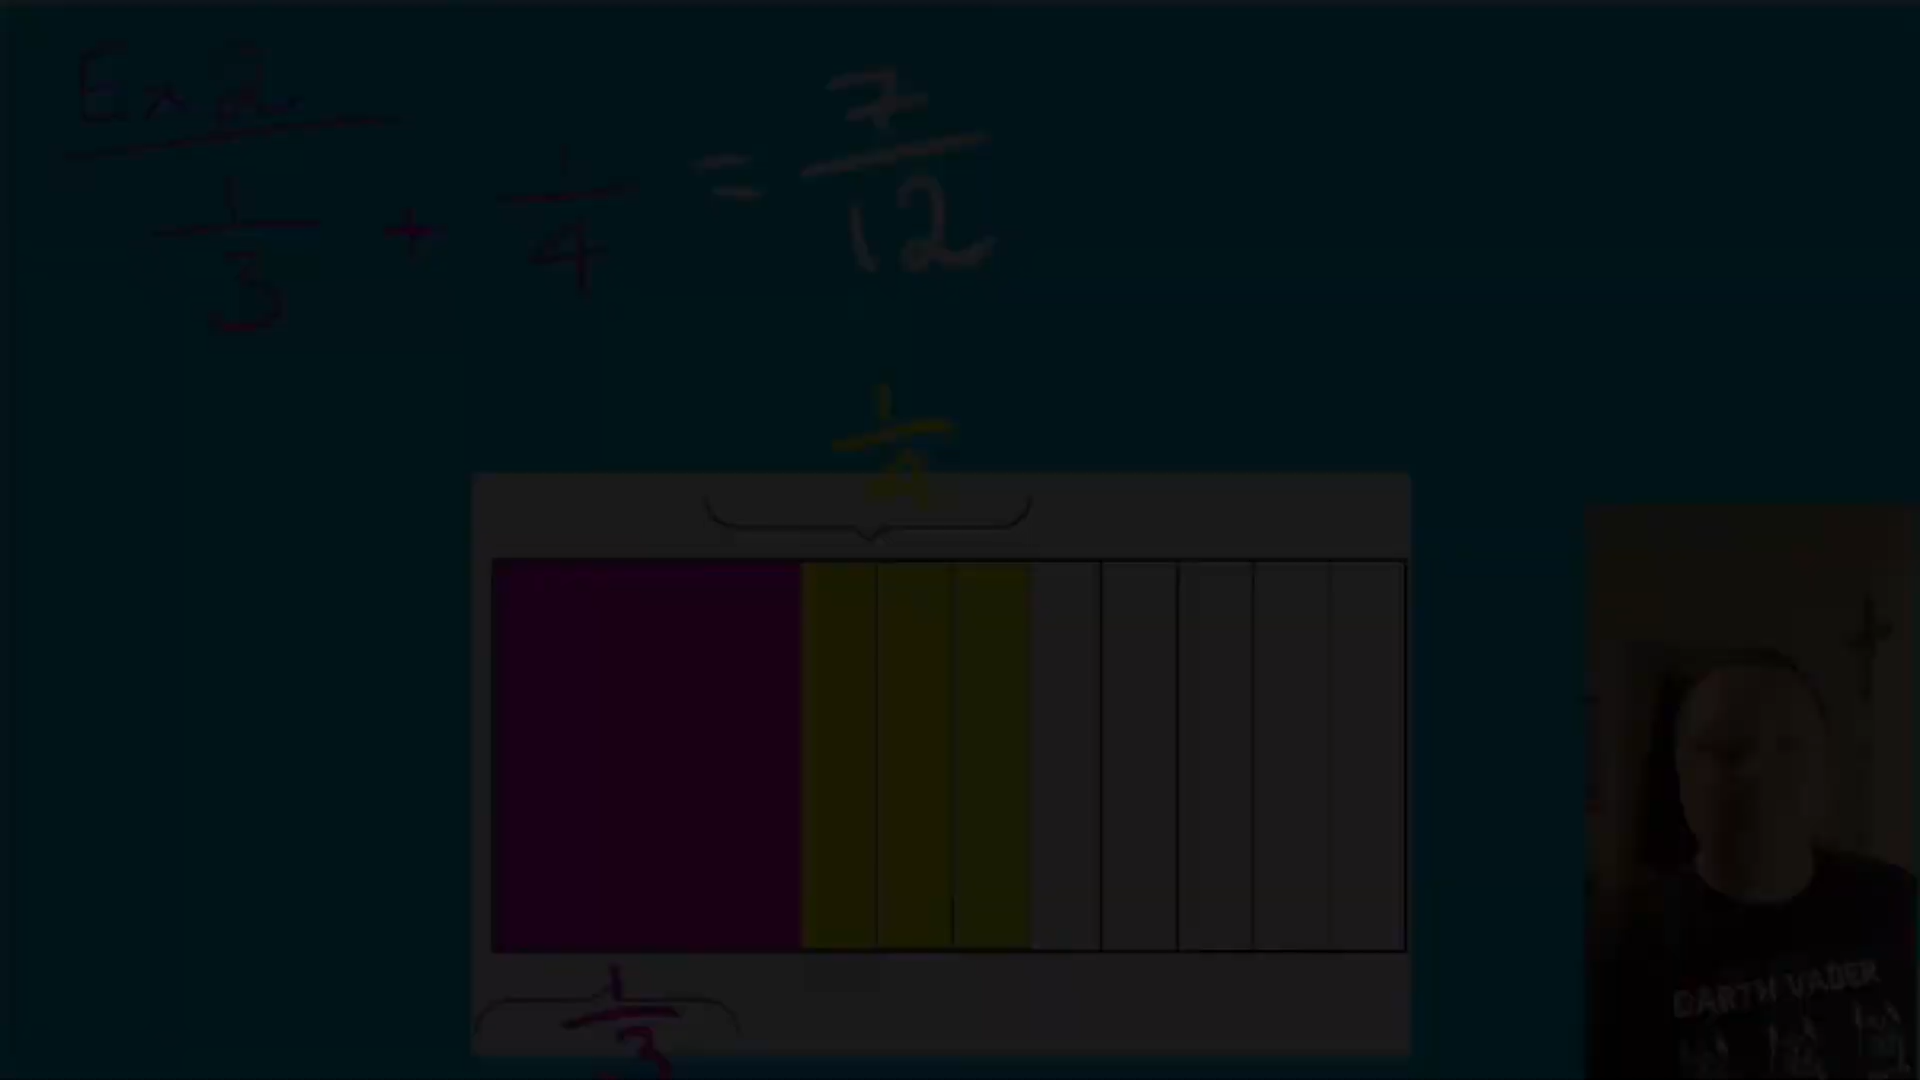 Ex 2
1/3 + 1/4 = 7/12
1/4
1/3
DARTH VADER